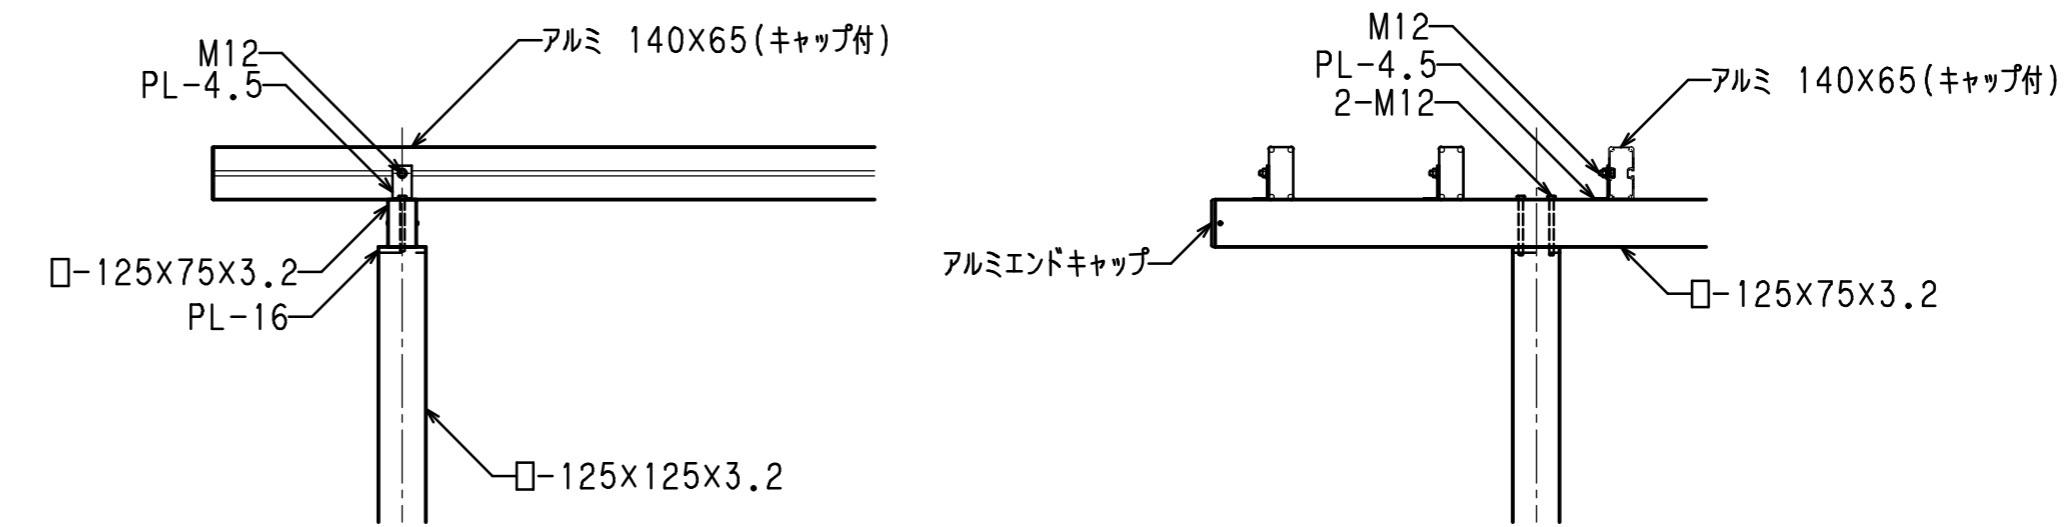 M12
PL-4.5
アルミ 140X65(キャップ付)
□-125X75X3.2
PL-16
□-125X125X3.2
M12
PL-4.5
2-M12
アルミ 140X65(キャップ付)
アルミエンドキャップ
□-125X75X3.2